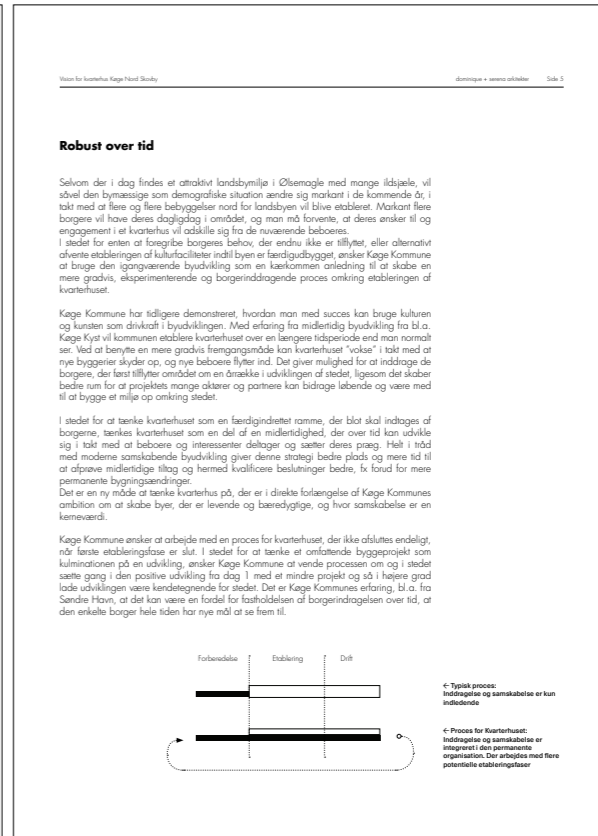 Vision for kvarterhus Køge Nord Skovby
dominique + serena arkitekter Side 5
Robust over tid
Selvom der i dag findes et attraktivt landsbymiljø i Ølsemagle med mange ildsjæle, vil
såvel den bymæssige som demografiske situation ændre sig markant i de kommende år, i
takt med at flere og flere bebyggelser nord for landsbyen vil blive etableret. Markant flere
borgere vil have deres dagligdag i området, og man må forvente, at deres ønsker til og
engagement i et kvarterhus vil adskille sig fra de nuværende beboeres.
I stedet for enten at foregribe borgeres behov, der endnu ikke er tilflyttet, eller alternativt
afvente etableringen af kulturfaciliteter indtil byen er færdigudbygget, ønsker Køge Kommune
at bruge den igangværende byudvikling som en kærkommen anledning til at skabe en
mere gradvis, eksperimenterende og borgerinddragende proces omkring etableringen af
kvarterhuset.
Køge Kommune har tidligere demonstreret, hvordan man med succes kan bruge kulturen
og kunsten som drivkraft i byudviklingen. Med erfaring fra midlertidig byudvikling fra bl.a.
Køge Kyst vil kommunen etablere kvarterhuset over en længere tidsperiode end man normalt
ser. Ved at benytte en mere gradvis fremgangsmåde kan kvarterhuset "vokse" i takt med at
nye byggerier skyder op, og nye beboere flytter ind. Det giver mulighed for at inddrage de
borgere, der først tilflytter området om en årrække i udviklingen af stedet, ligesom det skaber
bedre rum for at projektets mange aktører og partnere kan bidrage løbende og være med
til at bygge et miljø op omkring stedet.
I stedet for at tænke kvarterhuset som en færdigindrettet ramme, der blot skal indtages af
borgerne, tænkes kvarterhuset som en del af en midlertidighed, der over tid kan udvikle
sig i takt med at beboere og interessenter deltager og sætter deres præg. Helt i tråd
med moderne samskabende byudvikling giver denne strategi bedre plads og mere tid til
at afprøve midlertidige tiltag og hermed kvalificere beslutninger bedre, fx forud for mere
permanente bygningsændringer.
Det er en ny måde at tænke kvarterhus på, der er i direkte forlængelse af Køge Kommunes
ambition om at skabe byer, der er levende og bæredygtige, og hvor samskabelse er en
kerneværdi.
Køge Kommune ønsker at arbejde med en proces for kvarterhuset, der ikke afsluttes endeligt,
når første etableringsfase er slut. I stedet for at tænke et omfattende byggeprojekt som
kulminationen på en udvikling, ønsker Køge Kommune at vende processen om og i stedet
sætte gang i den positive udvikling fra dag 1 med et mindre projekt og så i højere grad
lade udviklingen være kendetegnende for stedet. Det er Køge Kommunes erfaring, bl.a. fra
Søndre Havn, at det kan være en fordel for fastholdelsen af borgerindragelsen over tid, at
den enkelte borger hele tiden har nye mål at se frem til.
Forberedelse Etablering Drift
← Typisk proces:
Inddragelse og samskabelse er kun
indledende
← Proces for Kvarterhuset:
Inddragelse og samskabelse er
integreret i den permanente
organisation. Der arbejdes med flere
potentielle etableringsfaser